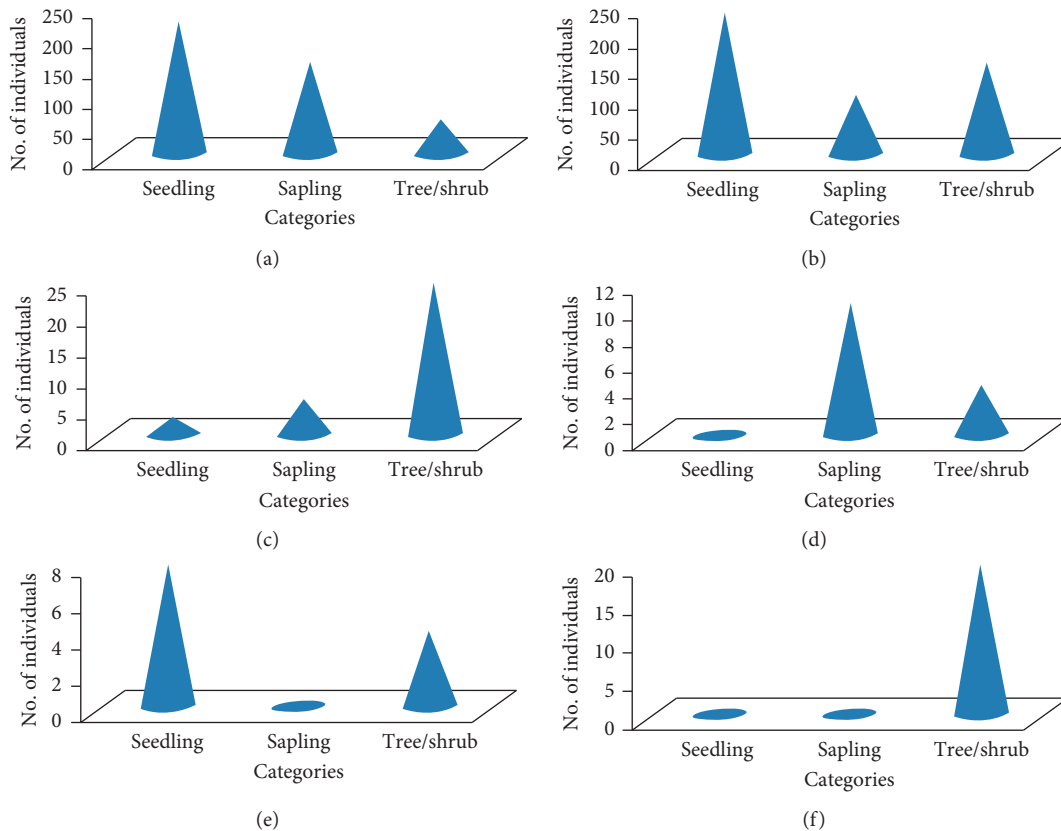 No. of individuals
250
200
150
100
50
0
Seedling Sapling Tree/shrub
Categories
(a)
No. of individuals
250
200
150
100
50
0
Seedling Sapling Tree/shrub
Categories
(b)
No. of individuals
25
20
15
10
5
0
Seedling Sapling Tree/shrub
Categories
(c)
No. of individuals
12
10
8
6
4
2
0
Seedling Sapling Tree/shrub
Categories
(d)
No. of individuals
8
6
4
2
0
Seedling Sapling Tree/shrub
Categories
(e)
No. of individuals
20
15
10
5
0
Seedling Sapling Tree/shrub
Categories
(f)